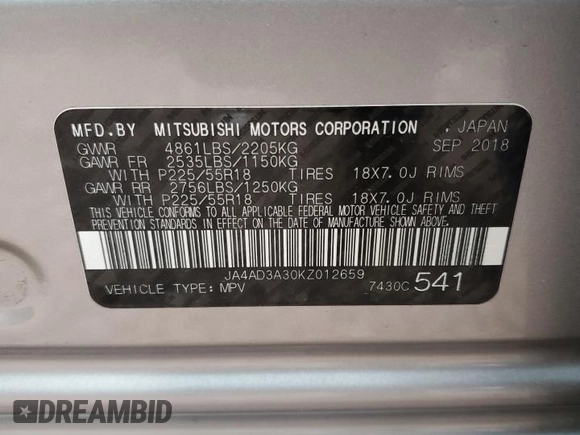 MFD.BY MITSUBISHI MOTORS CORPORATION . JAPAN
GVWR 4861LBS/2205KG SEP 2018
GAWR FR 2535LBS/1150KG
WITH P225/55R18 TIRES 18X7.0J RIMS
GAWR RR 2756LBS/1250KG
WITH P225/55R18 TIRES 18X7.0J RIMS
THIS VEHICLE CONFORMS TO ALL APPLICABLE FEDERAL MOTOR VEHICLE SAFETY AND THEFT
PREVENTION STANDARDS IN EFFECT ON THE DATE OF MANUFACTURE SHOWN ABOVE.
JA4AD3A30KZ012659
VEHICLE TYPE:MPV 7430C 541
DREAMBID